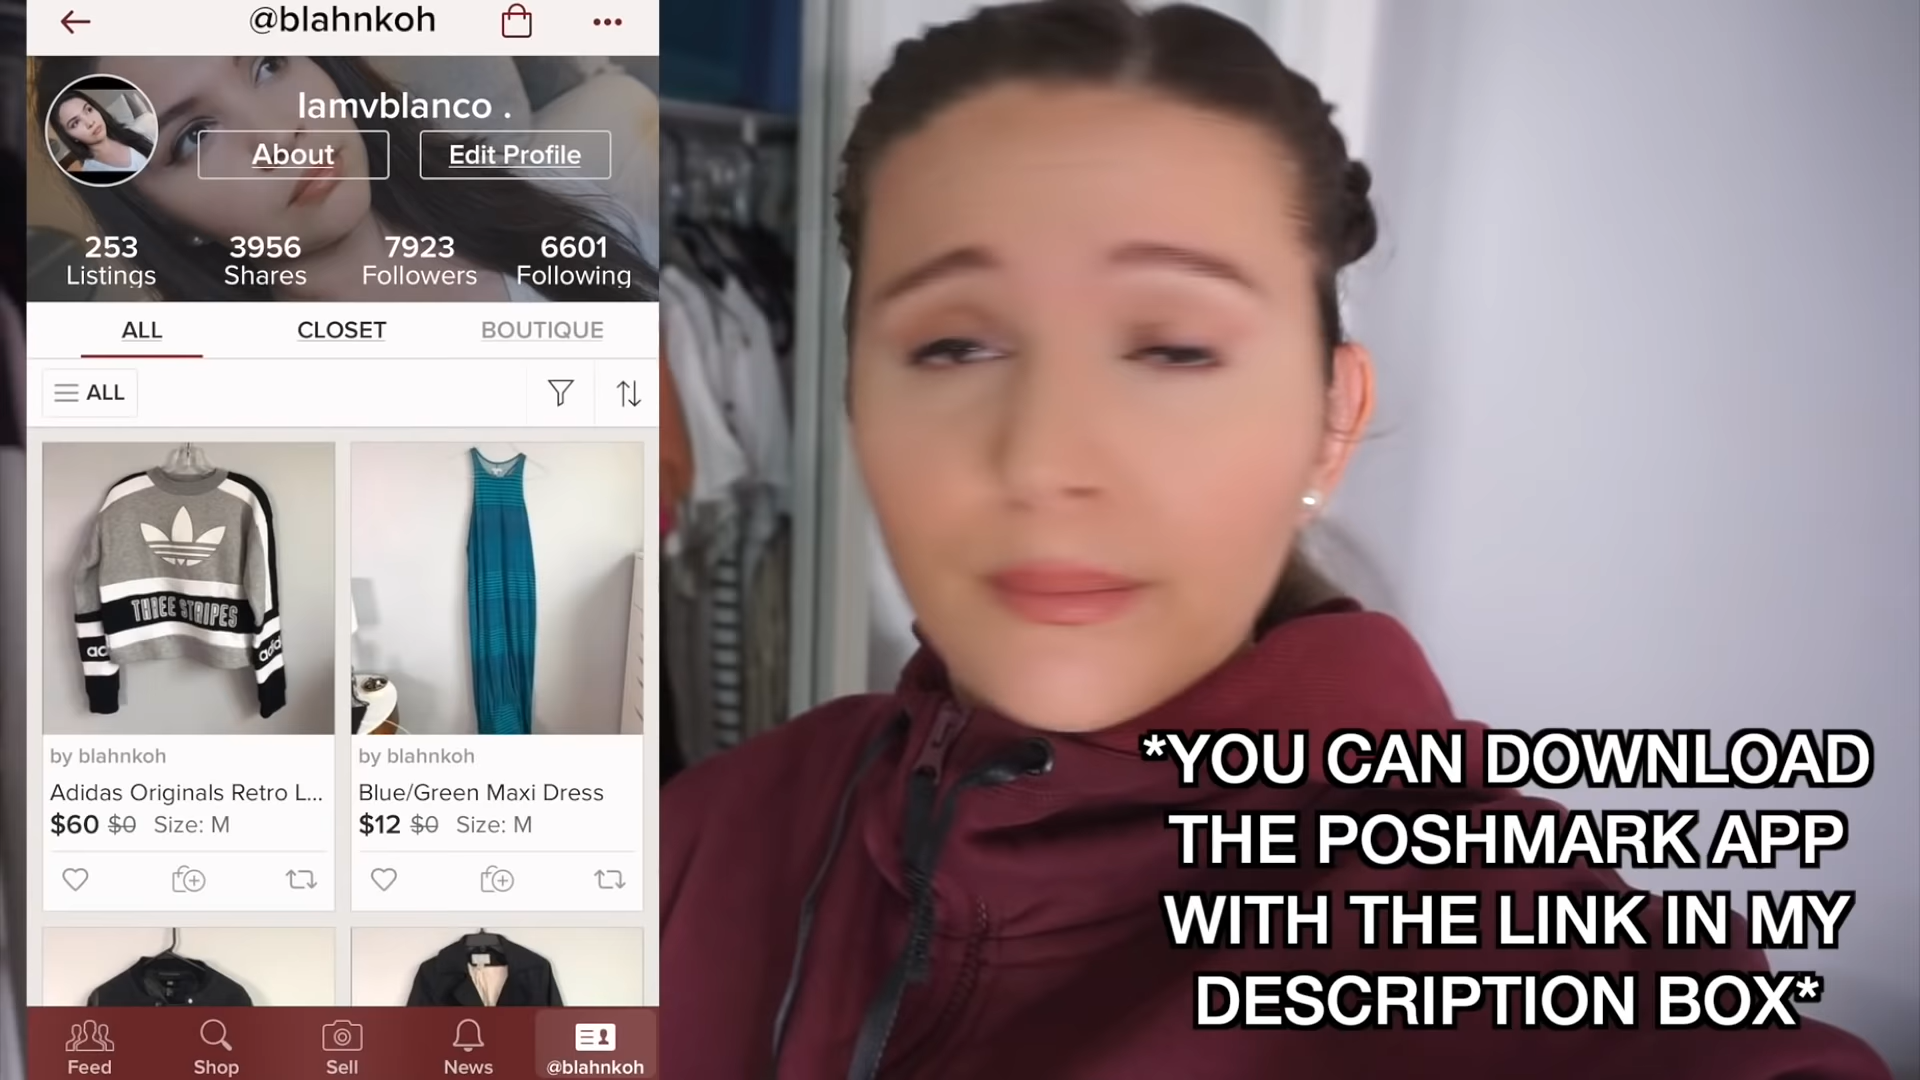 @blahnkoh
Iamvblanco .
About
Edit Profile
253
Listings
3956
Shares
7923
Followers
6601
Following
ALL
CLOSET
BOUTIQUE
ALL
THREE STRIPES
by blahnkoh
Adidas Originals Retro L...
$60 $0 Size: M
by blahnkoh
Blue/Green Maxi Dress
$12 $0 Size: M
Feed
Shop
Sell
News
@blahnkoh
*YOU CAN DOWNLOAD
THE POSHMARK APP
WITH THE LINK IN MY
DESCRIPTION BOX*